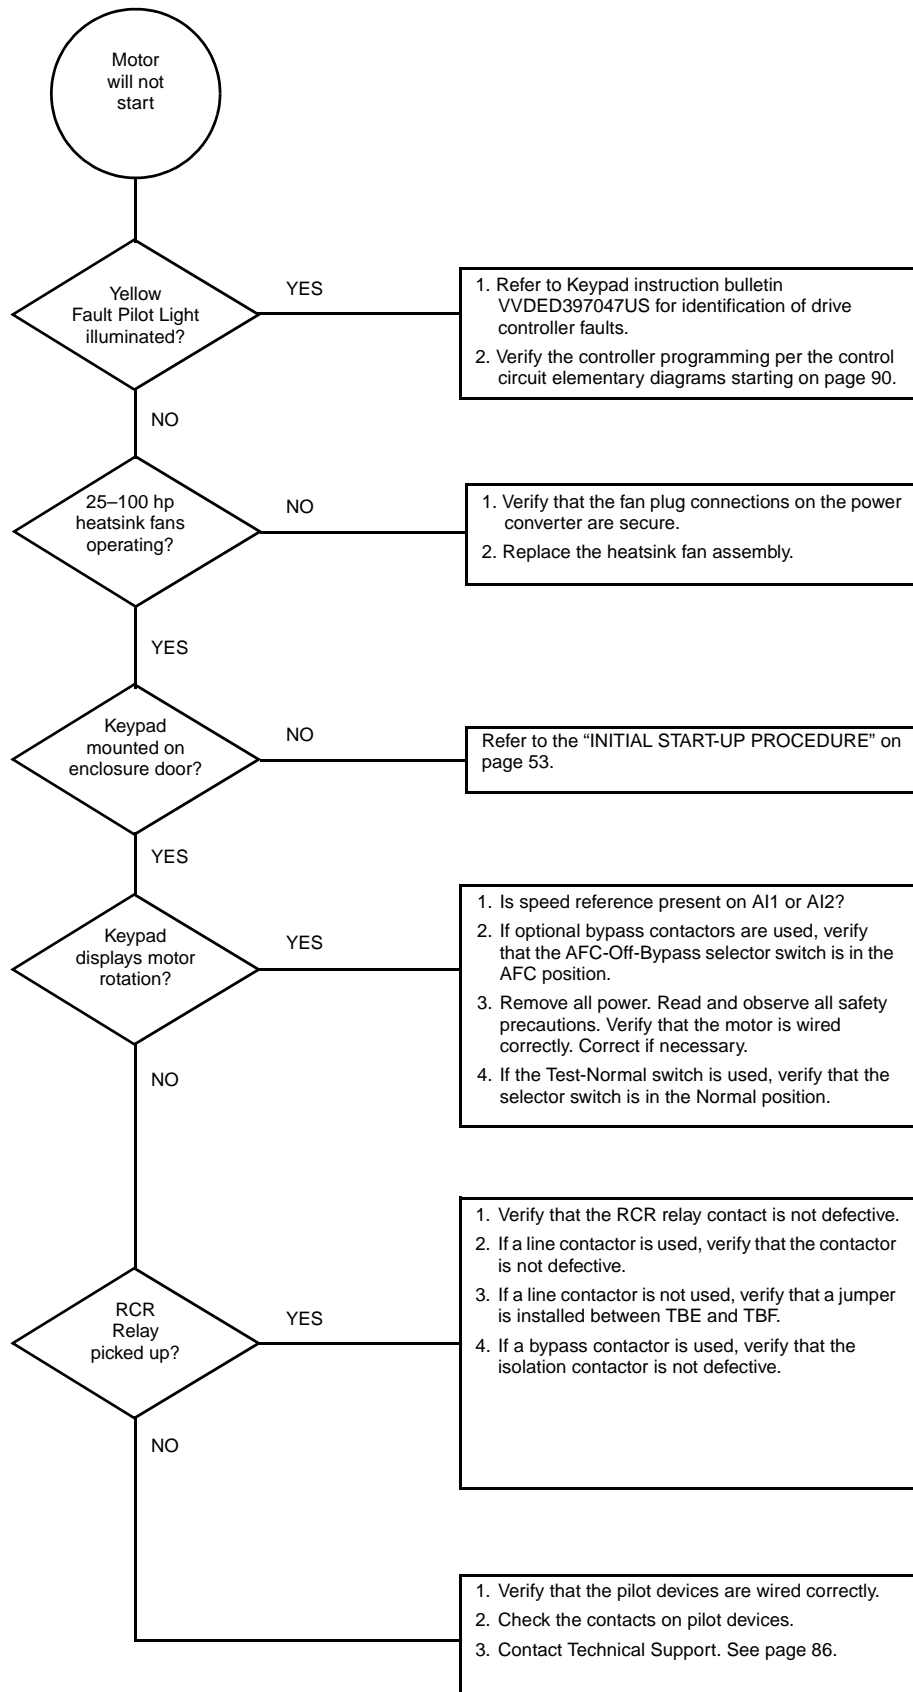 Motor
will not
start
Yellow
Fault Pilot Light
illuminated?
YES
1. Refer to Keypad instruction bulletin
VVDED397047US for identification of drive
controller faults.
2. Verify the controller programming per the control
circuit elementary diagrams starting on page 90.
NO
25–100 hp
heatsink fans
operating?
NO
1. Verify that the fan plug connections on the power
converter are secure.
2. Replace the heatsink fan assembly.
YES
Keypad
mounted on
enclosure door?
NO
Refer to the “INITIAL START-UP PROCEDURE” on
page 53.
YES
Keypad
displays motor
rotation?
YES
1. Is speed reference present on AI1 or AI2?
2. If optional bypass contactors are used, verify
that the AFC-Off-Bypass selector switch is in the
AFC position.
3. Remove all power. Read and observe all safety
precautions. Verify that the motor is wired
correctly. Correct if necessary.
4. If the Test-Normal switch is used, verify that the
selector switch is in the Normal position.
NO
RCR
Relay
picked up?
YES
1. Verify that the RCR relay contact is not defective.
2. If a line contactor is used, verify that the contactor
is not defective.
3. If a line contactor is not used, verify that a jumper
is installed between TBE and TBF.
4. If a bypass contactor is used, verify that the
isolation contactor is not defective.
NO
1. Verify that the pilot devices are wired correctly.
2. Check the contacts on pilot devices.
3. Contact Technical Support. See page 86.